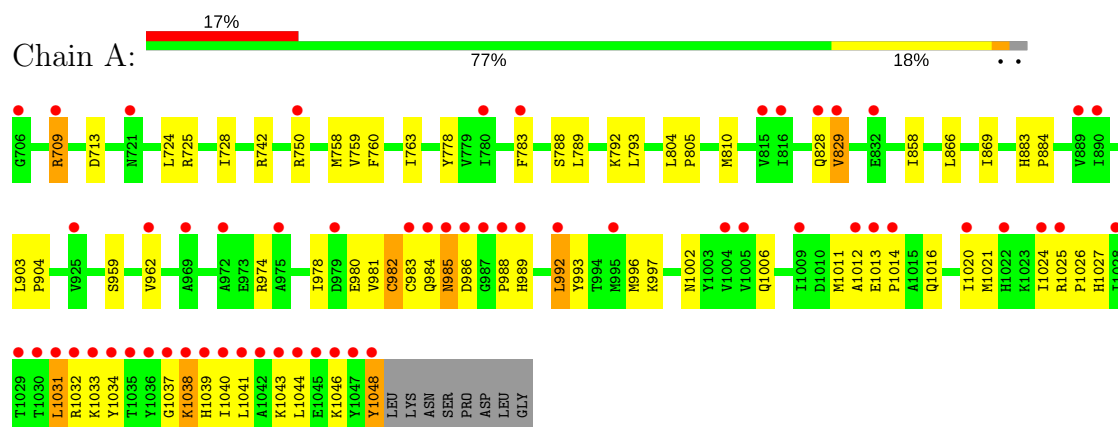 17%
Chain A:
77% 18% • •
G706 R709 D713 N721 L724 R725 I728 R742 R750 M758 V759 F760 I763 Y778 V779 I780 F783 S788 L789 K792 L793 L804 P805 M810 V815 I816 Q828 V829 E832 I858 L866 I869 H883 P884 V889 I890
L903 P904 V925 S959 V962 A969 A972 E973 R974 A975 I978 D979 E980 V981 C982 C983 Q984 N985 D986 G987 P988 H989 L992 Y993 T994 M995 M996 K997 N1002 Y1003 V1004 V1005 Q1006 I1009 D1010 M1011 A1012 E1013 P1014 A1015 Q1016 I1020 M1021 H1022 K1023 I1024 R1025 P1026 H1027 I1028
T1029 T1030 L1031 R1032 K1033 Y1034 T1035 Y1036 G1037 K1038 H1039 I1040 L1041 A1042 K1043 L1044 E1045 K1046 Y1047 Y1048 LEU LYS ASN SER PRO ASP LEU GLY